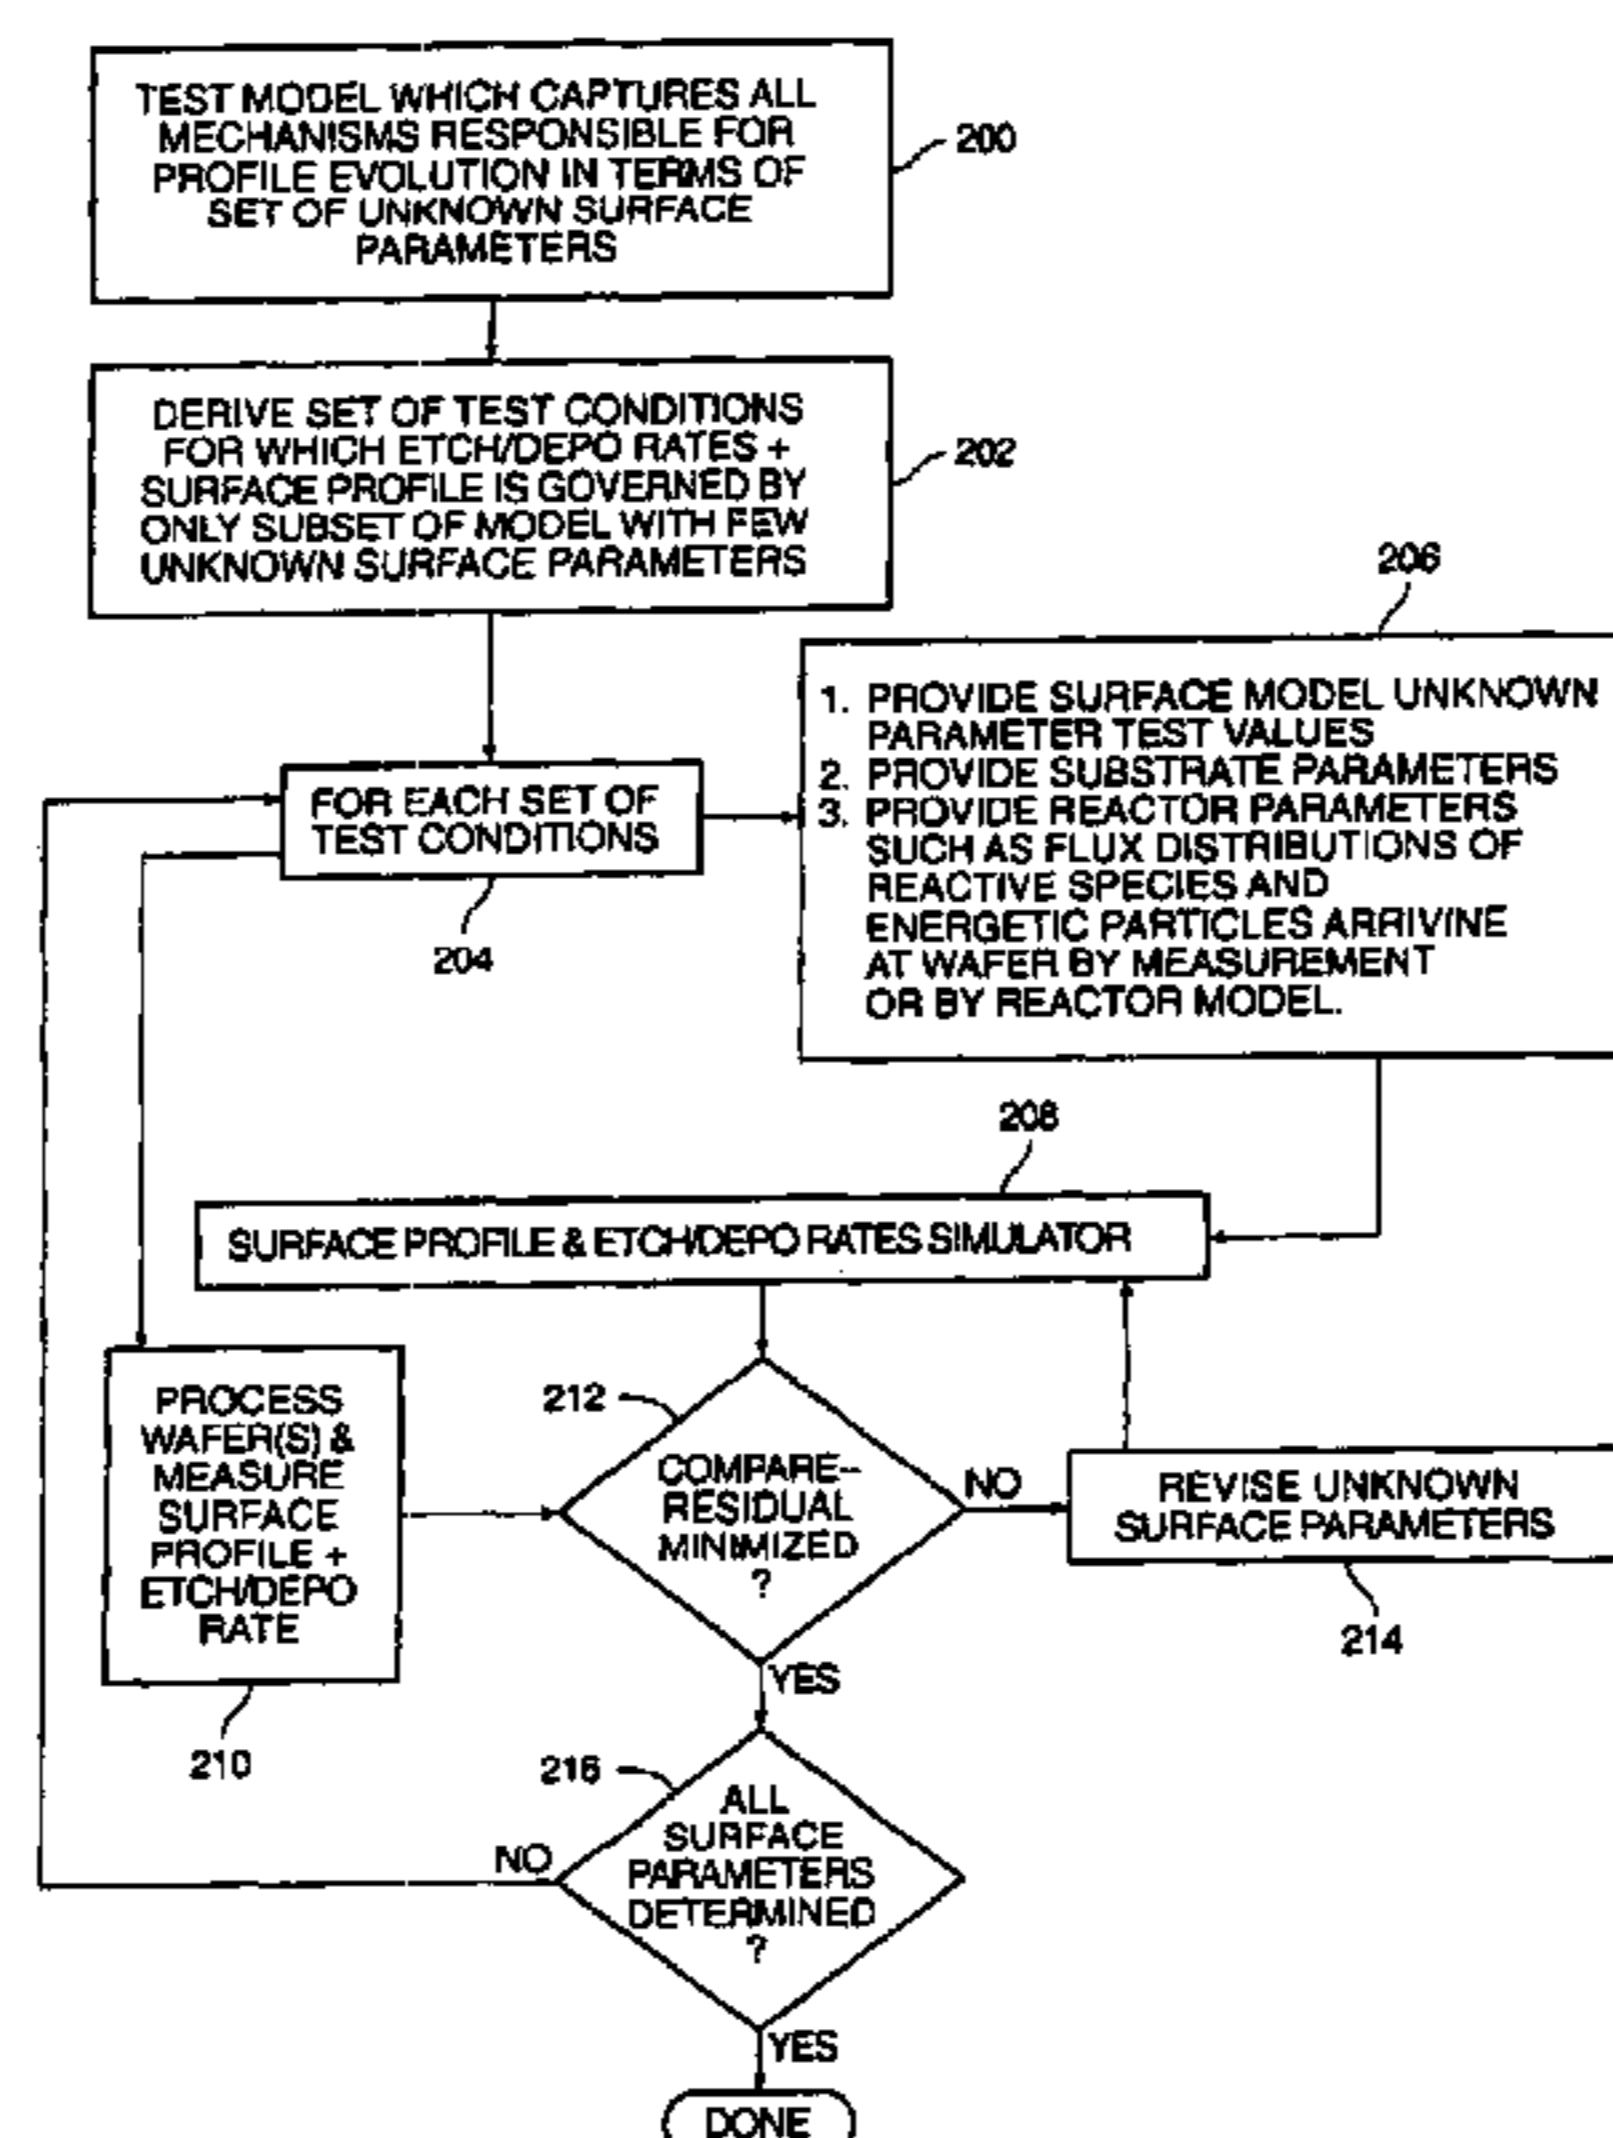 TEST MODEL WHICH CAPTURES ALL
MECHANISMS RESPONSIBLE FOR
PROFILE EVOLUTION IN TERMS OF
SET OF UNKNOWN SURFACE
PARAMETERS
200
DERIVE SET OF TEST CONDITIONS
FOR WHICH ETCH/DEPO RATES +
SURFACE PROFILE IS GOVERNED BY
ONLY SUBSET OF MODEL WITH FEW
UNKNOWN SURFACE PARAMETERS
202
206
1. PROVIDE SURFACE MODEL UNKNOWN
PARAMETER TEST VALUES
2. PROVIDE SUBSTRATE PARAMETERS
3. PROVIDE REACTOR PARAMETERS
SUCH AS FLUX DISTRIBUTIONS OF
REACTIVE SPECIES AND
ENERGETIC PARTICLES ARRIVINE
AT WAFER BY MEASUREMENT
OR BY REACTOR MODEL.
FOR EACH SET OF
TEST CONDITIONS
204
208
SURFACE PROFILE & ETCH/DEPO RATES SIMULATOR
PROCESS
WAFER(S) &
MEASURE
SURFACE
PROFILE +
ETCH/DEPO
RATE
210
212
COMPARE--
RESIDUAL
MINIMIZED
?
NO
REVISE UNKNOWN
SURFACE PARAMETERS
214
YES
216
ALL
SURFACE
PARAMETERS
DETERMINED
?
NO
YES
DONE